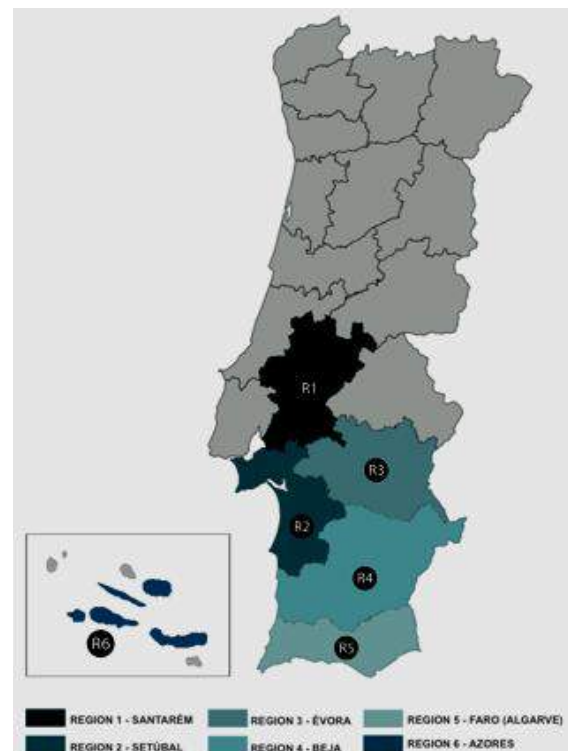 R1
R3
R2
R4
R5
R6
REGION 1 - SANTARÉM
REGION 3 - ÉVORA
REGION 5 - FARO (ALGARVE)
REGION 2 - SETÚBAL
REGION 4 - BEJA
REGION 6 - AZORES